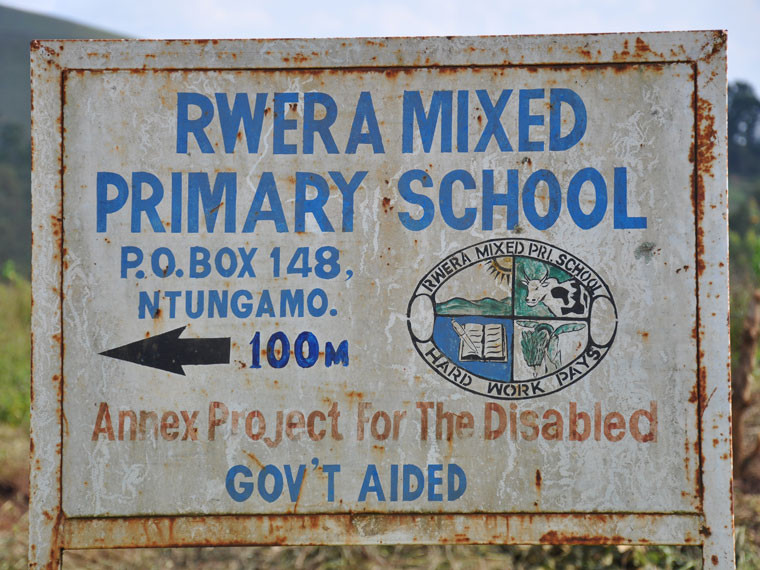 RWERA MIXED
PRIMARY SCHOOL
P.O. BOX 148,
NTUNGAMO.
100M
RWERA MIXED PRI. SCHOOL
HARD WORK PAYS
Annex Project For The Disabled
GOV'T AIDED